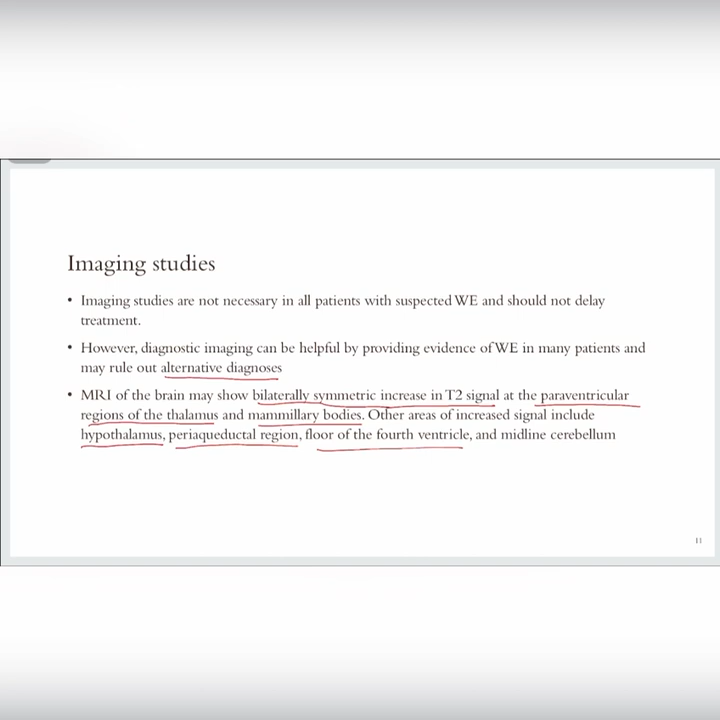 Imaging studies
• Imaging studies are not necessary in all patients with suspected WE and should not delay
treatment.
• However, diagnostic imaging can be helpful by providing evidence of WE in many patients and
may rule out alternative diagnoses
• MRI of the brain may show bilaterally symmetric increase in T2 signal at the paraventricular
regions of the thalamus and mammillary bodies. Other areas of increased signal include
hypothalamus, periaqueductal region, floor of the fourth ventricle, and midline cerebellum
11